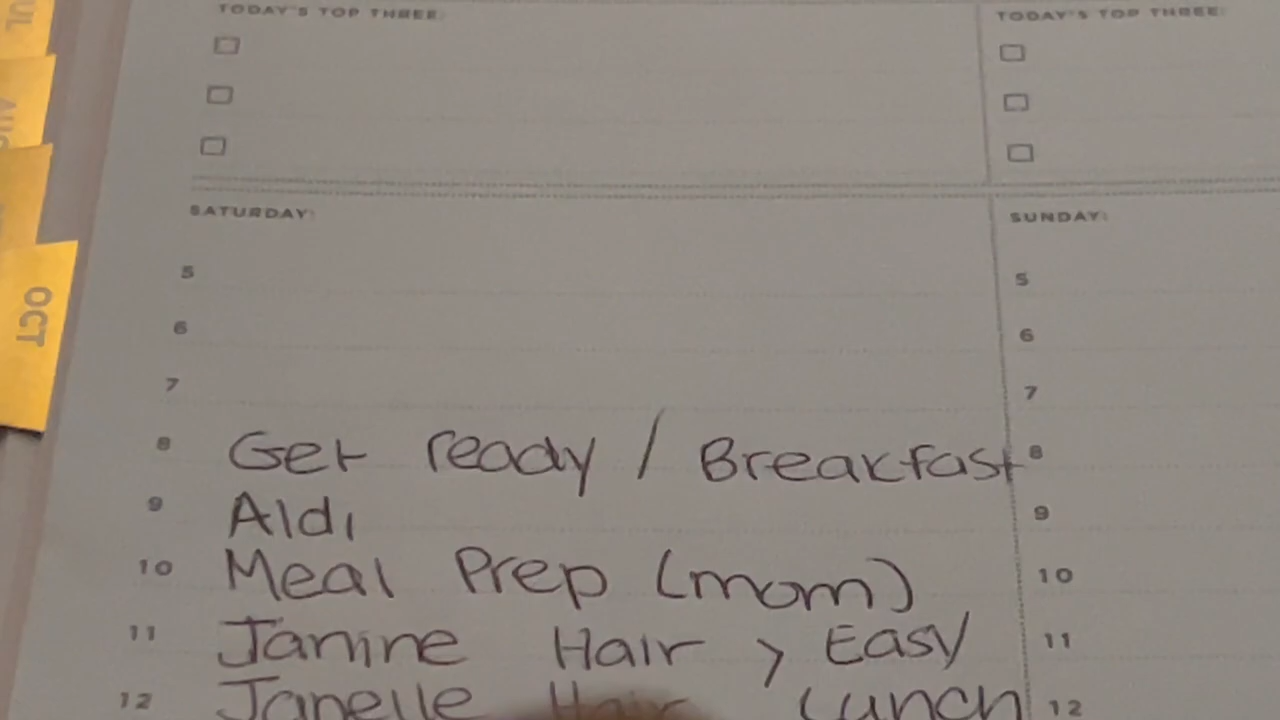 TODAY'S TOP THREE: TODAY'S TOP THREE:
SATURDAY: SUNDAY:
5 5
6 6
7 7
8 Get ready / Breakfast 8
9 Aldi 9
10 Meal Prep (mom) 10
11 Janine Hair > Easy 11
12 Janelle Hair Lunch 12
OCT